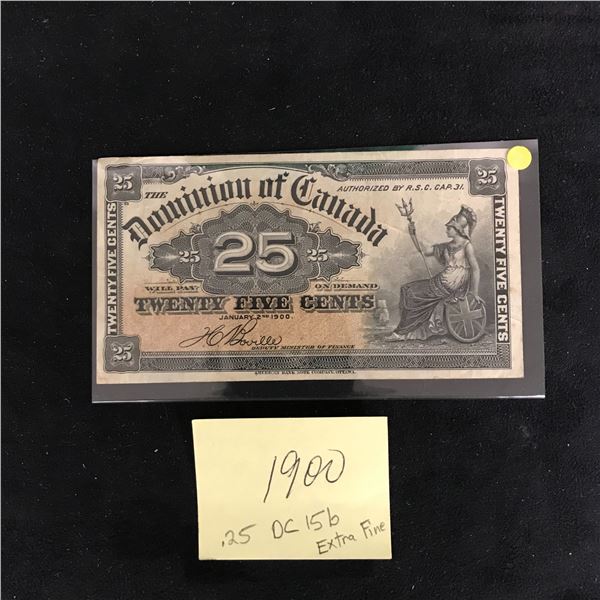 25
25
THE
AUTHORIZED BY R.S.C. CAP. 31.
Dominion of Canada
TWENTY FIVE CENTS
TWENTY FIVE CENTS
25 25 25
WILL PAY ON DEMAND
TWENTY FIVE CENTS
JANUARY 2ND 1900.
HC Boville
DEPUTY MINISTER OF FINANCE
25
25
AMERICAN BANK NOTE COMPANY, OTTAWA.
1900
.25 DC 15b
Extra Fine